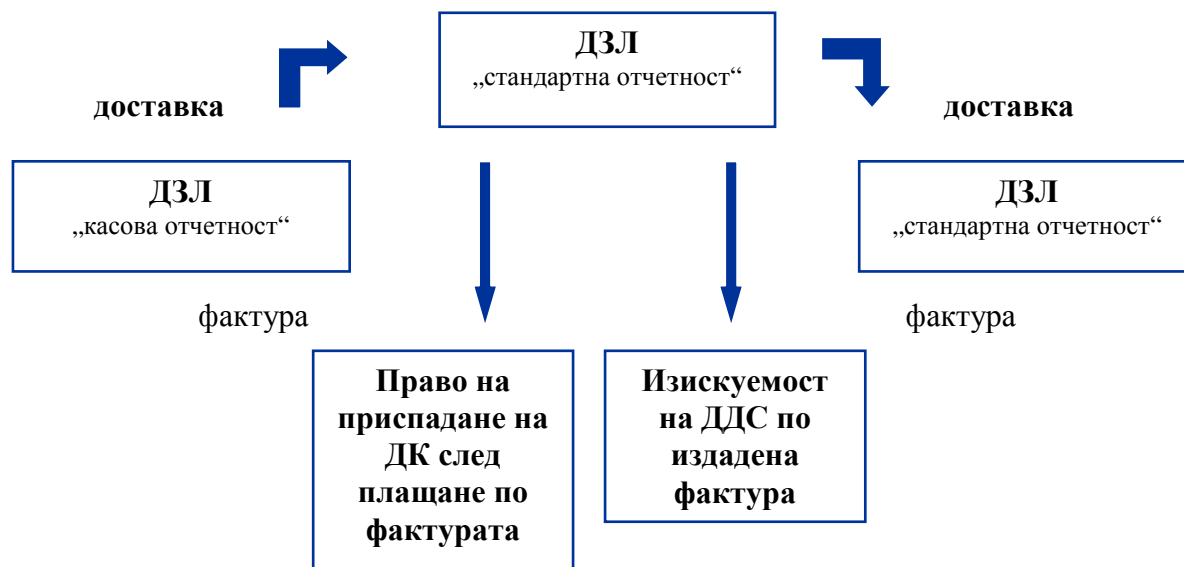 ДЗЛ
„стандартна отчетност“
доставка
доставка
ДЗЛ
„касова отчетност“
ДЗЛ
„стандартна отчетност“
фактура
фактура
Право на
приспадане на
ДК след
плащане по
фактурата
Изискуемост
на ДДС по
издадена
фактура